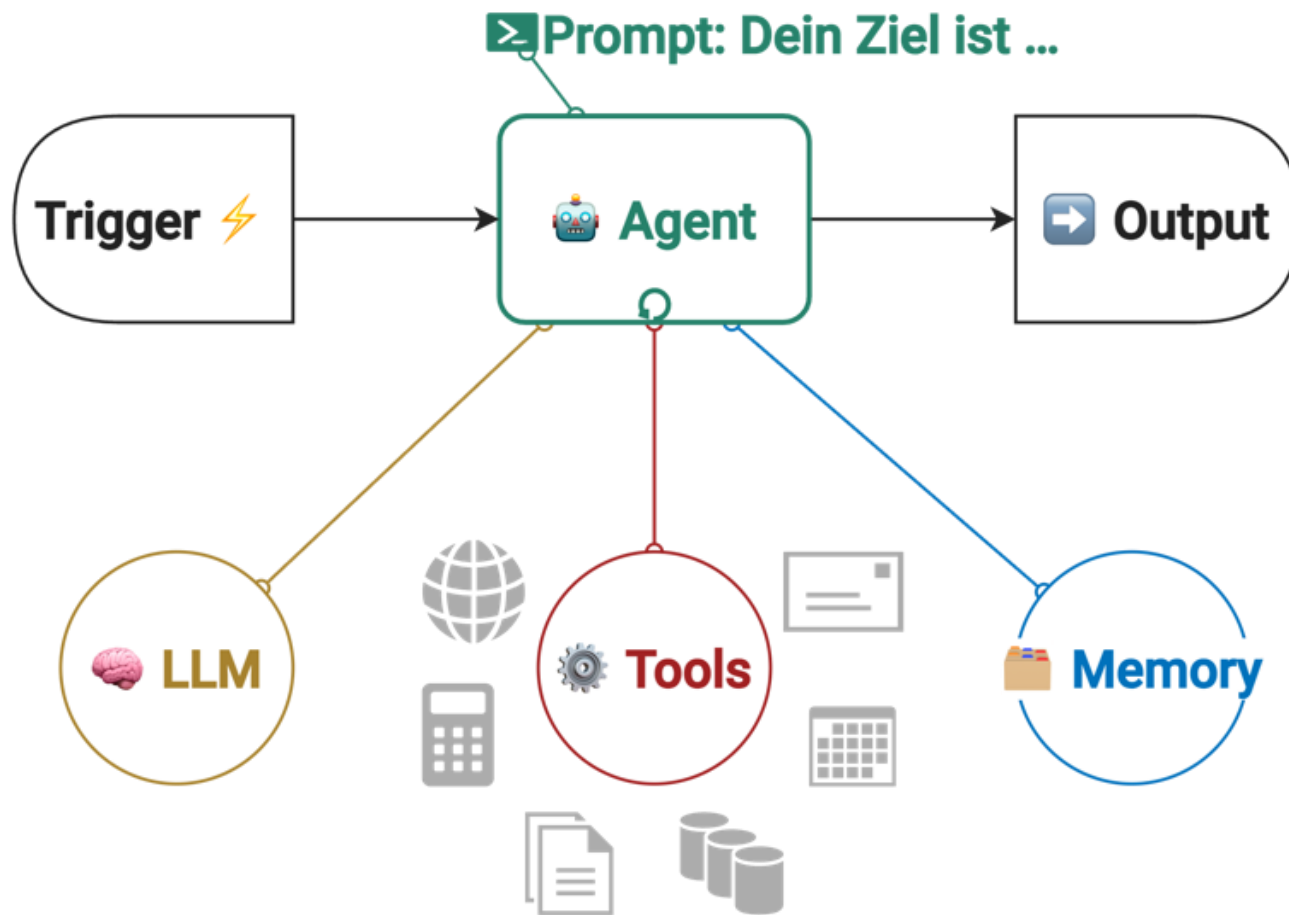 Prompt: Dein Ziel ist ...
Trigger
Agent
Output
LLM
Tools
Memory